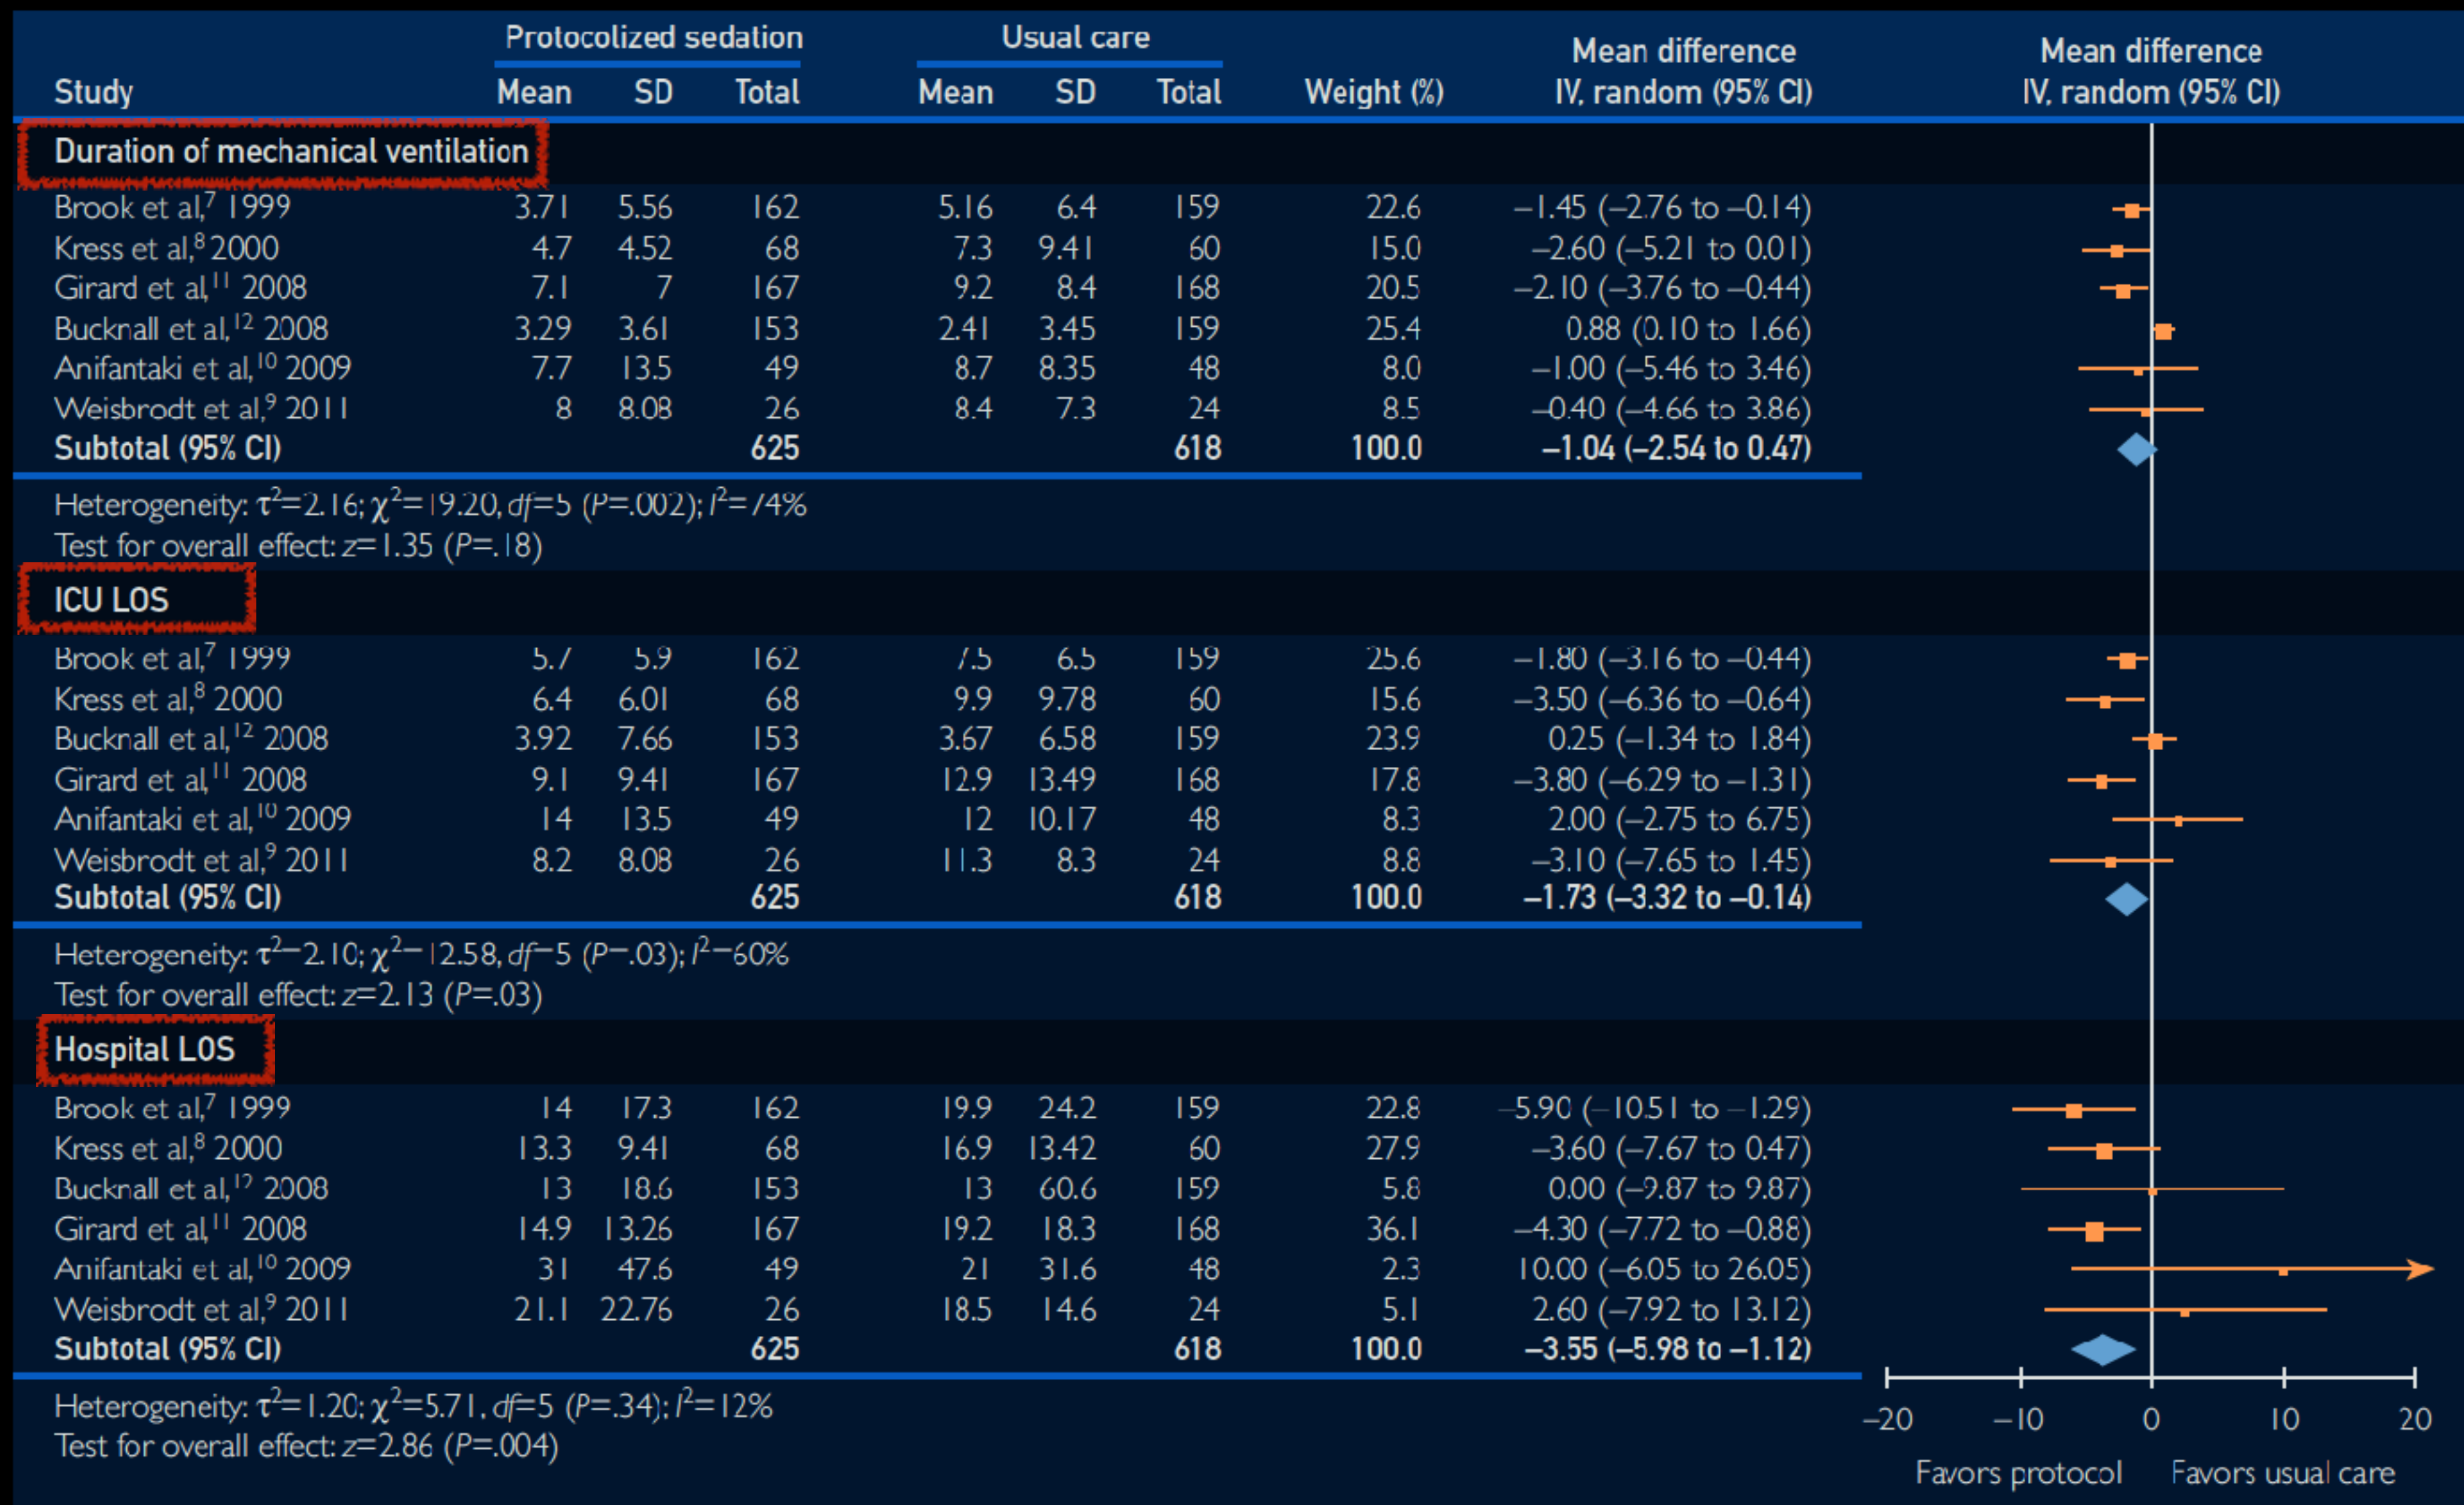 Protocolized sedation Usual care Mean difference Mean difference
Study Mean SD Total Mean SD Total Weight (%) IV, random (95% CI) IV, random (95% CI)
Duration of mechanical ventilation
Brook et al,⁷ 1999 3.71 5.56 162 5.16 6.4 159 22.6 –1.45 (–2.76 to –0.14)
Kress et al,⁸ 2000 4.7 4.52 68 7.3 9.41 60 15.0 –2.60 (–5.21 to 0.01)
Girard et al,¹¹ 2008 7.1 7 167 9.2 8.4 168 20.5 –2.10 (–3.76 to –0.44)
Bucknall et al,¹² 2008 3.29 3.61 153 2.41 3.45 159 25.4 0.88 (0.10 to 1.66)
Anifantaki et al,¹⁰ 2009 7.7 13.5 49 8.7 8.35 48 8.0 –1.00 (–5.46 to 3.46)
Weisbrodt et al,⁹ 2011 8 8.08 26 8.4 7.3 24 8.5 –0.40 (–4.66 to 3.86)
Subtotal (95% CI) 625 618 100.0 –1.04 (–2.54 to 0.47)
Heterogeneity: τ²=2.16; χ²=19.20, df=5 (P=.002); I²=74%
Test for overall effect: z=1.35 (P=.18)
ICU LOS
Brook et al,⁷ 1999 5.7 5.9 162 7.5 6.5 159 25.6 –1.80 (–3.16 to –0.44)
Kress et al,⁸ 2000 6.4 6.01 68 9.9 9.78 60 15.6 –3.50 (–6.36 to –0.64)
Bucknall et al,¹² 2008 3.92 7.66 153 3.67 6.58 159 23.9 0.25 (–1.34 to 1.84)
Girard et al,¹¹ 2008 9.1 9.41 167 12.9 13.49 168 17.8 –3.80 (–6.29 to –1.31)
Anifantaki et al,¹⁰ 2009 14 13.5 49 12 10.17 48 8.3 2.00 (–2.75 to 6.75)
Weisbrodt et al,⁹ 2011 8.2 8.08 26 11.3 8.3 24 8.8 –3.10 (–7.65 to 1.45)
Subtotal (95% CI) 625 618 100.0 –1.73 (–3.32 to –0.14)
Heterogeneity: τ²=2.10; χ²=12.58, df=5 (P=.03); I²=60%
Test for overall effect: z=2.13 (P=.03)
Hospital LOS
Brook et al,⁷ 1999 14 17.3 162 19.9 24.2 159 22.8 –5.90 (–10.51 to –1.29)
Kress et al,⁸ 2000 13.3 9.41 68 16.9 13.42 60 27.9 –3.60 (–7.67 to 0.47)
Bucknall et al,¹² 2008 13 18.6 153 13 60.6 159 5.8 0.00 (–9.87 to 9.87)
Girard et al,¹¹ 2008 14.9 13.26 167 19.2 18.3 168 36.1 –4.30 (–7.72 to –0.88)
Anifantaki et al,¹⁰ 2009 31 47.6 49 21 31.6 48 2.3 10.00 (–6.05 to 26.05)
Weisbrodt et al,⁹ 2011 21.1 22.76 26 18.5 14.6 24 5.1 2.60 (–7.92 to 13.12)
Subtotal (95% CI) 625 618 100.0 –3.55 (–5.98 to –1.12)
Heterogeneity: τ²=1.20; χ²=5.71, df=5 (P=.34); I²=12%
Test for overall effect: z=2.86 (P=.004)
–20 –10 0 10 20
Favors protocol Favors usual care